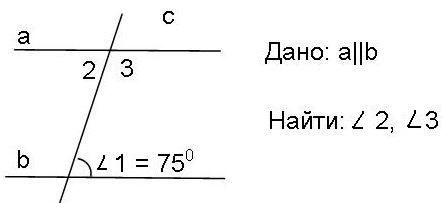 c
a
2 3
Дано: a||b
Найти: ∠ 2, ∠3
b
∠1 = 75⁰